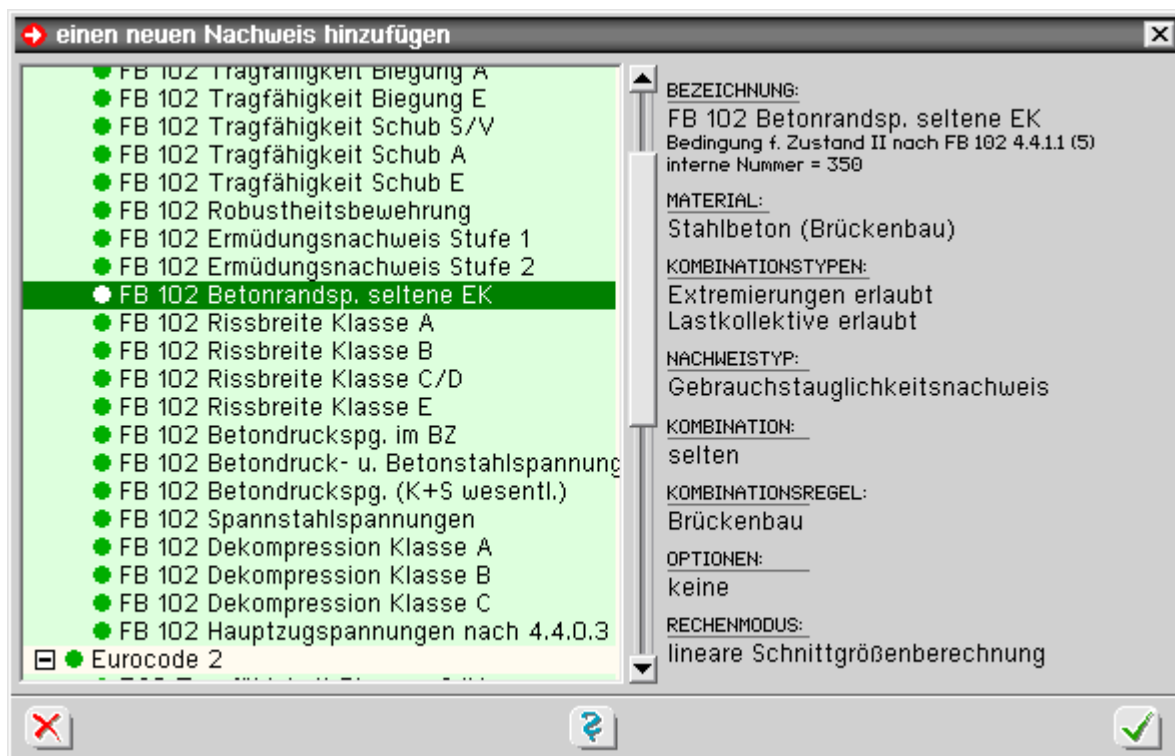 einen neuen Nachweis hinzufügen
FB 102 Tragfähigkeit Biegung A
FB 102 Tragfähigkeit Biegung E
FB 102 Tragfähigkeit Schub S/V
FB 102 Tragfähigkeit Schub A
FB 102 Tragfähigkeit Schub E
FB 102 Robustheitsbewehrung
FB 102 Ermüdungsnachweis Stufe 1
FB 102 Ermüdungsnachweis Stufe 2
FB 102 Betonrandsp. seltene EK
FB 102 Rissbreite Klasse A
FB 102 Rissbreite Klasse B
FB 102 Rissbreite Klasse C/D
FB 102 Rissbreite Klasse E
FB 102 Betondruckspg. im BZ
FB 102 Betondruck- u. Betonstahlspannung
FB 102 Betondruckspg. (K+S wesentl.)
FB 102 Spannstahlspannungen
FB 102 Dekompression Klasse A
FB 102 Dekompression Klasse B
FB 102 Dekompression Klasse C
FB 102 Hauptzugspannungen nach 4.4.0.3
Eurocode 2
BEZEICHNUNG:
FB 102 Betonrandsp. seltene EK
Bedingung f. Zustand II nach FB 102 4.4.1.1 (5)
interne Nummer = 350
MATERIAL:
Stahlbeton (Brückenbau)
KOMBINATIONSTYPEN:
Extremierungen erlaubt
Lastkollektive erlaubt
NACHWEISTYP:
Gebrauchstauglichkeitsnachweis
KOMBINATION:
selten
KOMBINATIONSREGEL:
Brückenbau
OPTIONEN:
keine
RECHENMODUS:
lineare Schnittgrößenberechnung